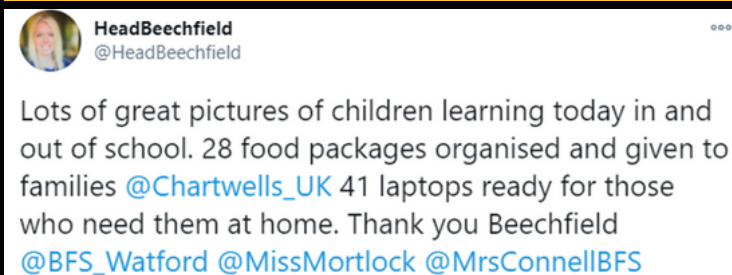 HeadBeechfield
@HeadBeechfield
Lots of great pictures of children learning today in and
out of school. 28 food packages organised and given to
families @Chartwells_UK 41 laptops ready for those
who need them at home. Thank you Beechfield
@BFS_Watford @MissMortlock @MrsConnellBFS